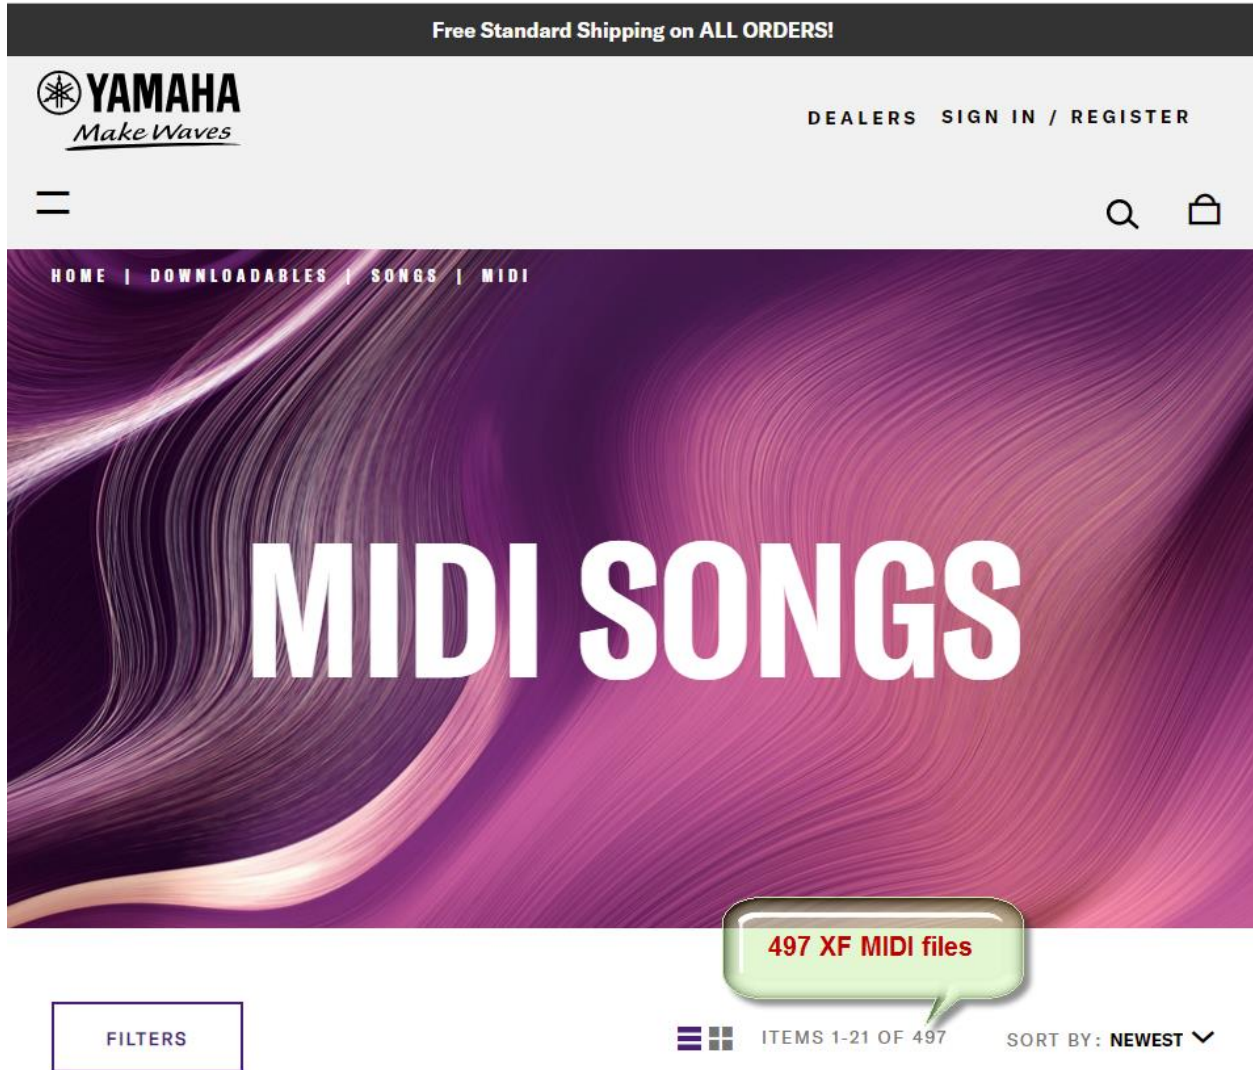 Free Standard Shipping on ALL ORDERS!
YAMAHA
Make Waves
DEALERS SIGN IN / REGISTER
HOME | DOWNLOADABLES | SONGS | MIDI
MIDI SONGS
497 XF MIDI files
FILTERS
ITEMS 1-21 OF 497
SORT BY: NEWEST